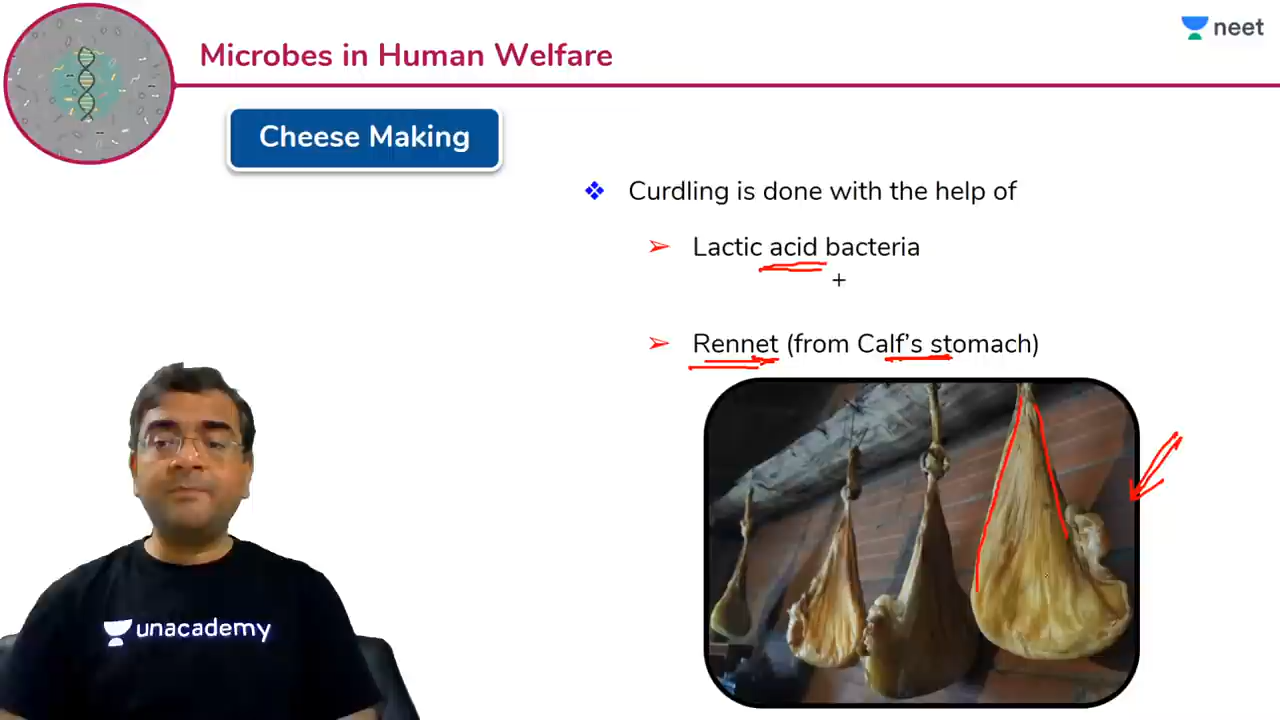 neet
Microbes in Human Welfare
Cheese Making
❖ Curdling is done with the help of
➢ Lactic acid bacteria
+
➢ Rennet (from Calf's stomach)
unacademy